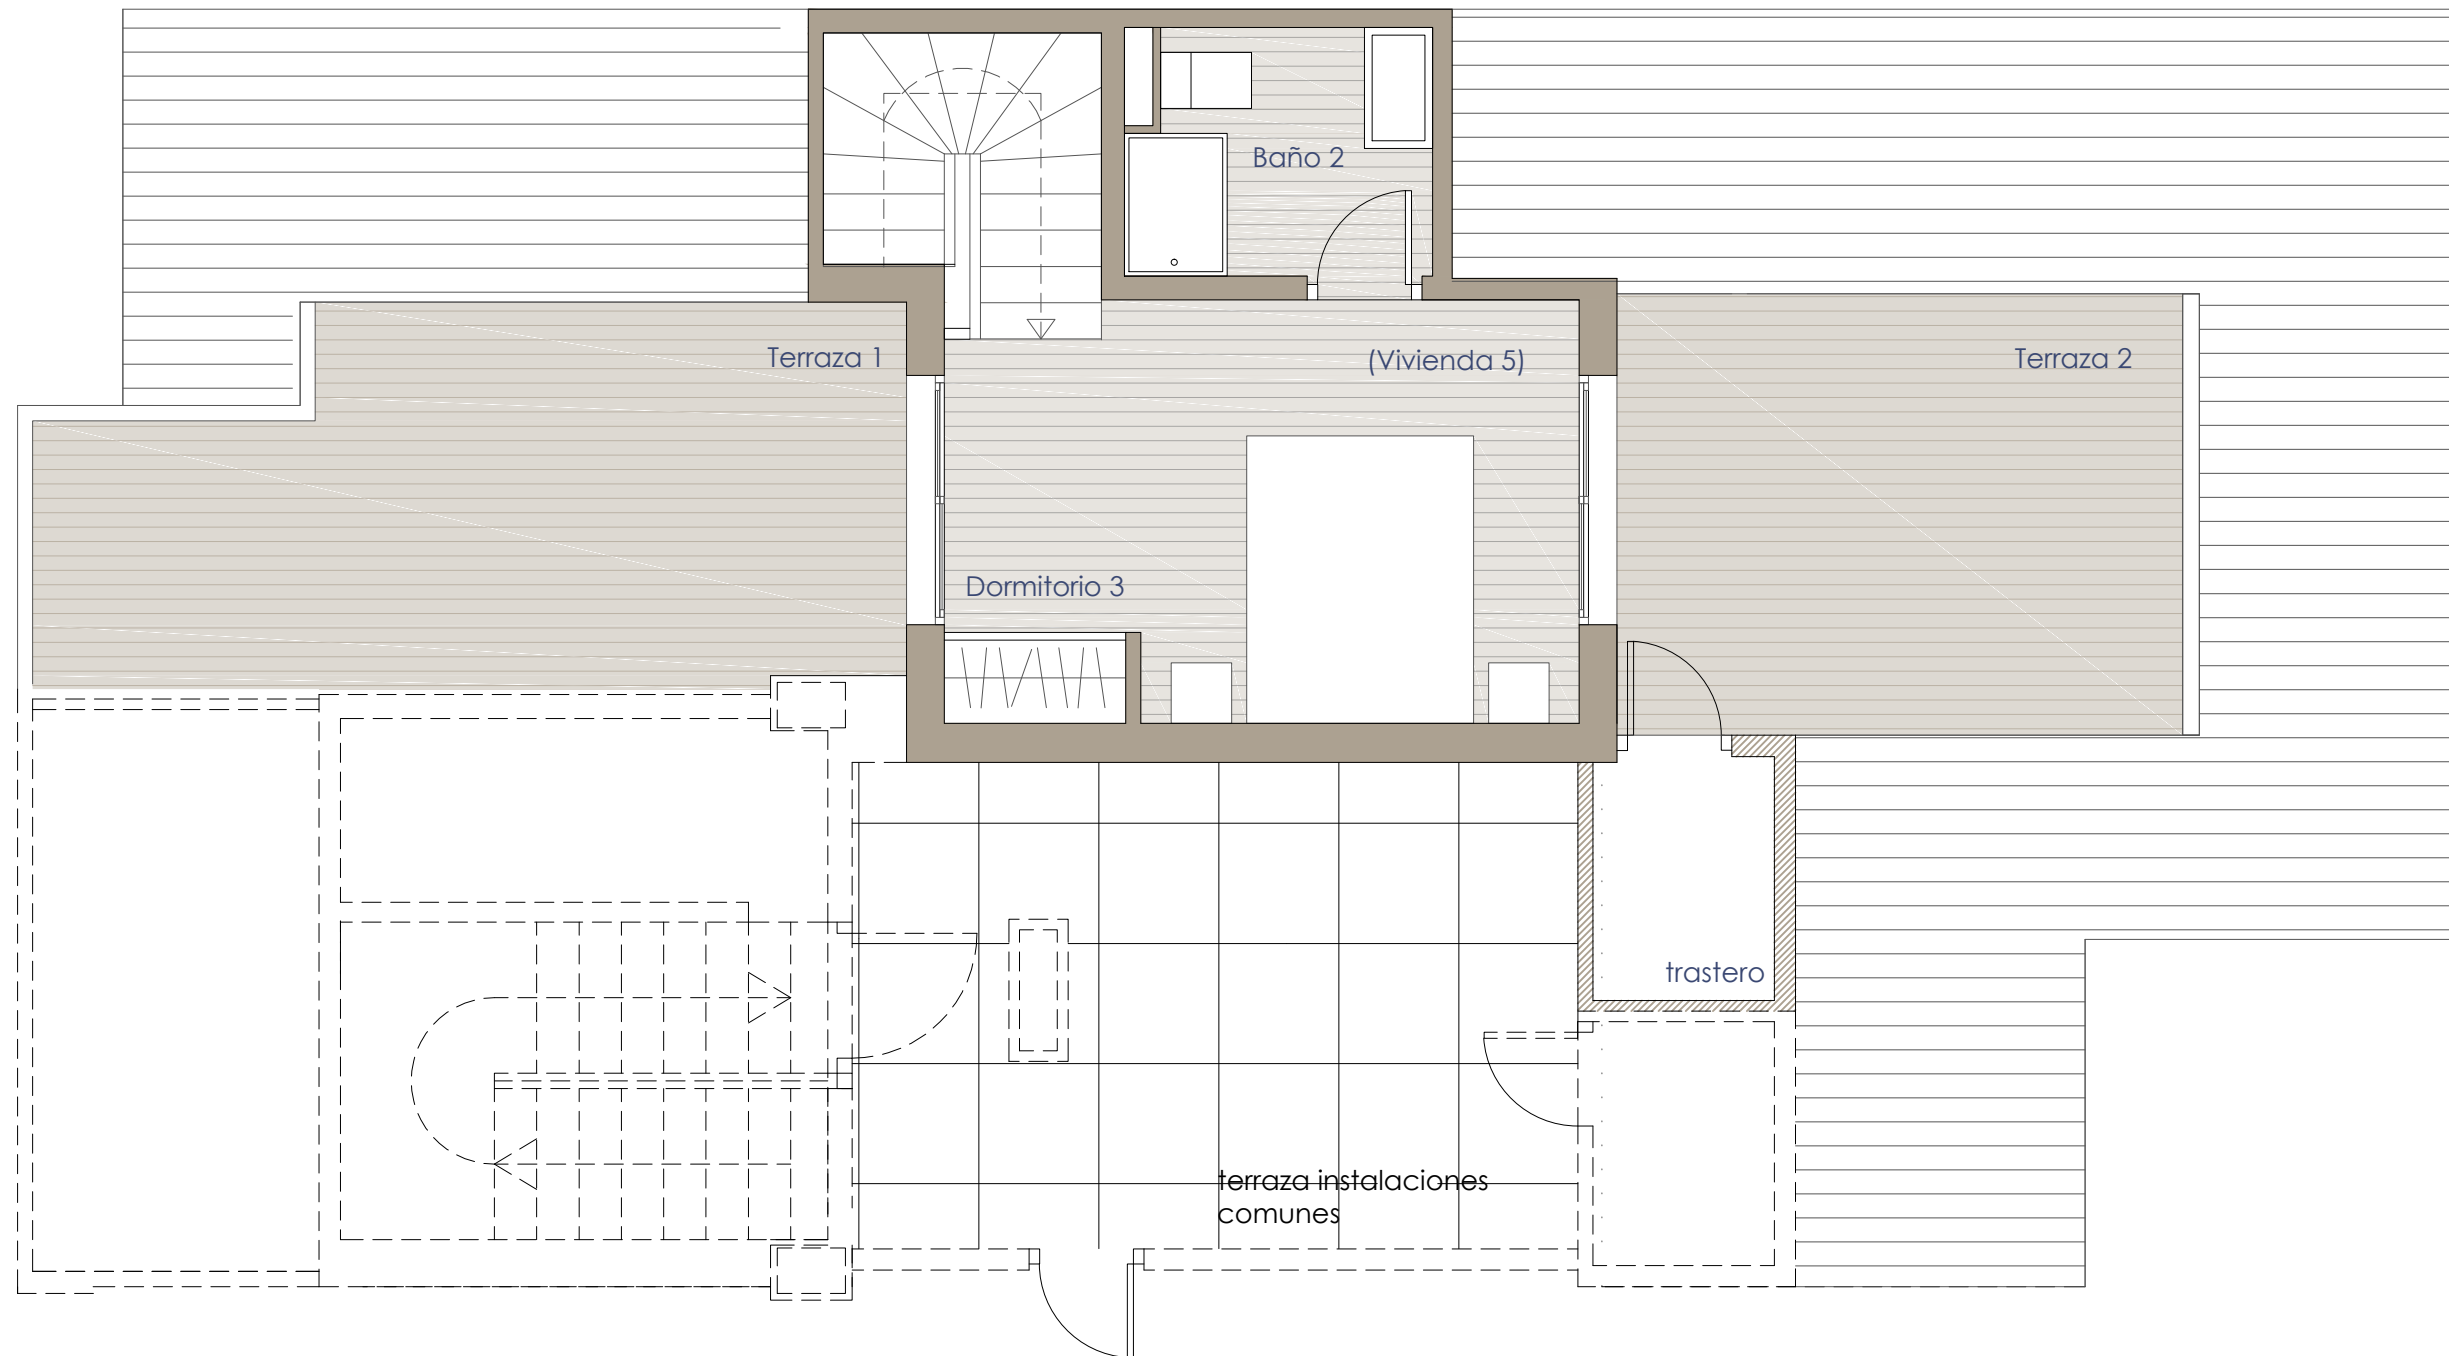 Baño 2
Terraza 1
(Vivienda 5)
Terraza 2
Dormitorio 3
trastero
terraza instalaciones
comunes